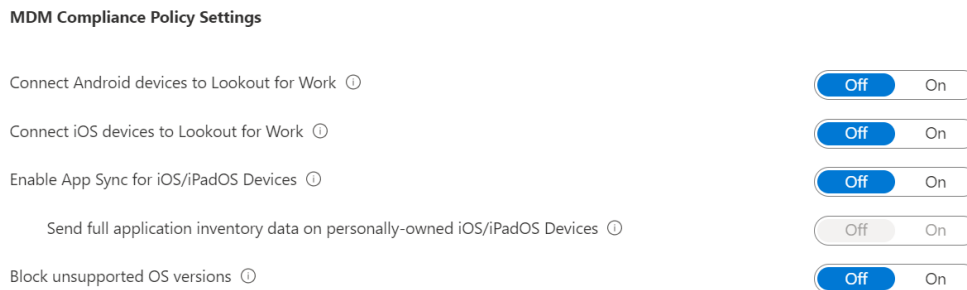 MDM Compliance Policy Settings
Connect Android devices to Lookout for Work ⓘ Off On
Connect iOS devices to Lookout for Work ⓘ Off On
Enable App Sync for iOS/iPadOS Devices ⓘ Off On
Send full application inventory data on personally-owned iOS/iPadOS Devices ⓘ Off On
Block unsupported OS versions ⓘ Off On